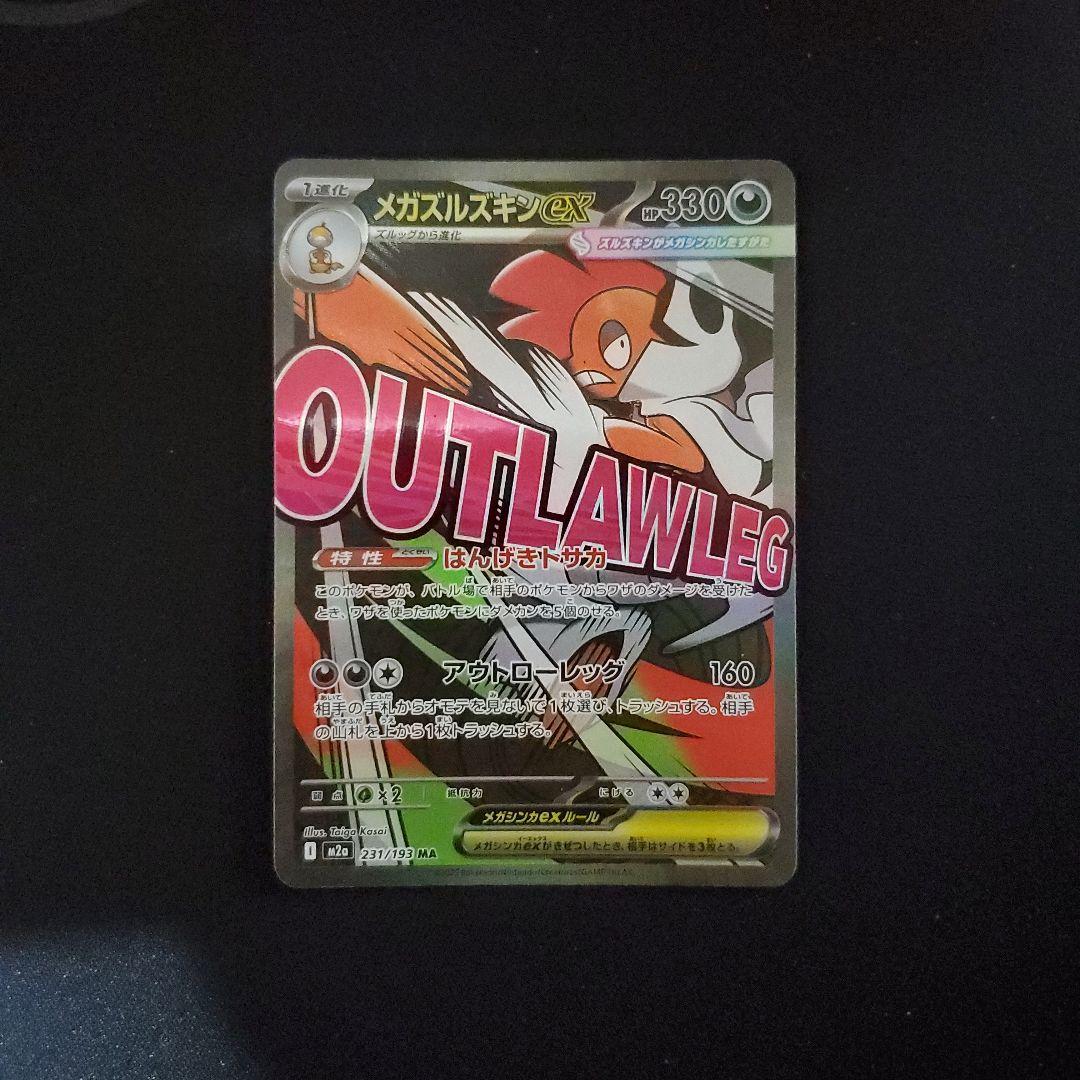 1進化
メガズルズキンex
HP330
ズルッグから進化
ズルズキンがメガシンカしたすがた
OUTLAWLEG
特性 とくせい はんげきトサカ
このポケモンが、バトル場で相手のポケモンからワザのダメージを受けた
とき、ワザを使ったポケモンにダメカンを5個のせる。
アウトローレッグ 160
相手の手札からオモテを見ないで1枚選び、トラッシュする。相手
の山札を上から1枚トラッシュする。
弱点 ×2 抵抗力 にげる
メガシンカexルール
メガシンカexがきぜつしたとき、相手はサイドを3枚とる。
Illus. Taiga Kasai
I m2a 231/193 MA